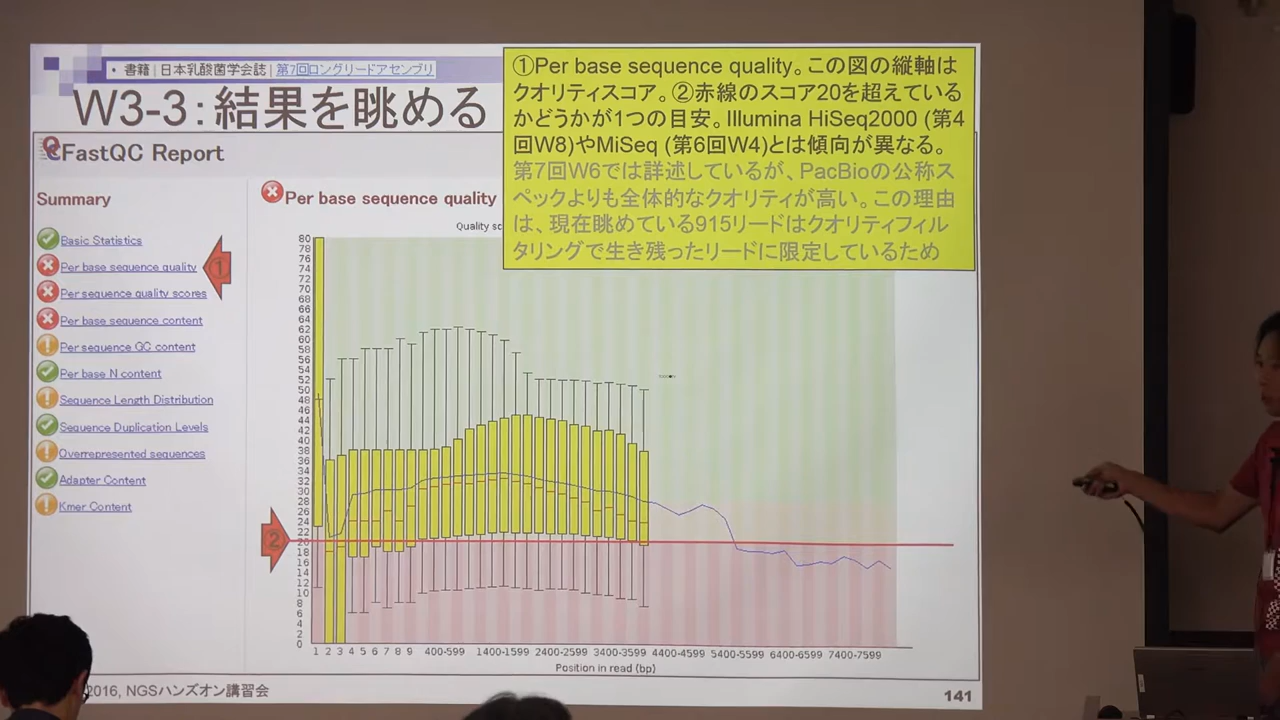 ・ 書籍 | 日本乳酸菌学会誌 | 第7回ロングリードアセンブリ
W3-3：結果を眺める
①Per base sequence quality。この図の縦軸は
クオリティスコア。②赤線のスコア20を超えている
かどうかが1つの目安。Illumina HiSeq2000 (第4
回W8)やMiSeq (第6回W4)とは傾向が異なる。
第7回W6では詳述しているが、PacBioの公称ス
ペックよりも全体的なクオリティが高い。この理由
は、現在眺めている915リードはクオリティフィル
タリングで生き残ったリードに限定しているため
FastQC Report
Summary
Basic Statistics
Per base sequence quality
Per sequence quality scores
Per base sequence content
Per sequence GC content
Per base N content
Sequence Length Distribution
Sequence Duplication Levels
Overrepresented sequences
Adapter Content
Kmer Content
①
②
Per base sequence quality
Quality sc
80
78
76
74
72
70
68
66
64
62
60
58
56
54
52
50
48
46
44
42
40
38
36
34
32
30
28
26
24
22
20
18
16
14
12
10
8
6
4
2
0
1 2 3 4 5 6 7 8 9 400-599 1400-1599 2400-2599 3400-3599 4400-4599 5400-5599 6400-6599 7400-7599
Position in read (bp)
2016, NGSハンズオン講習会
141